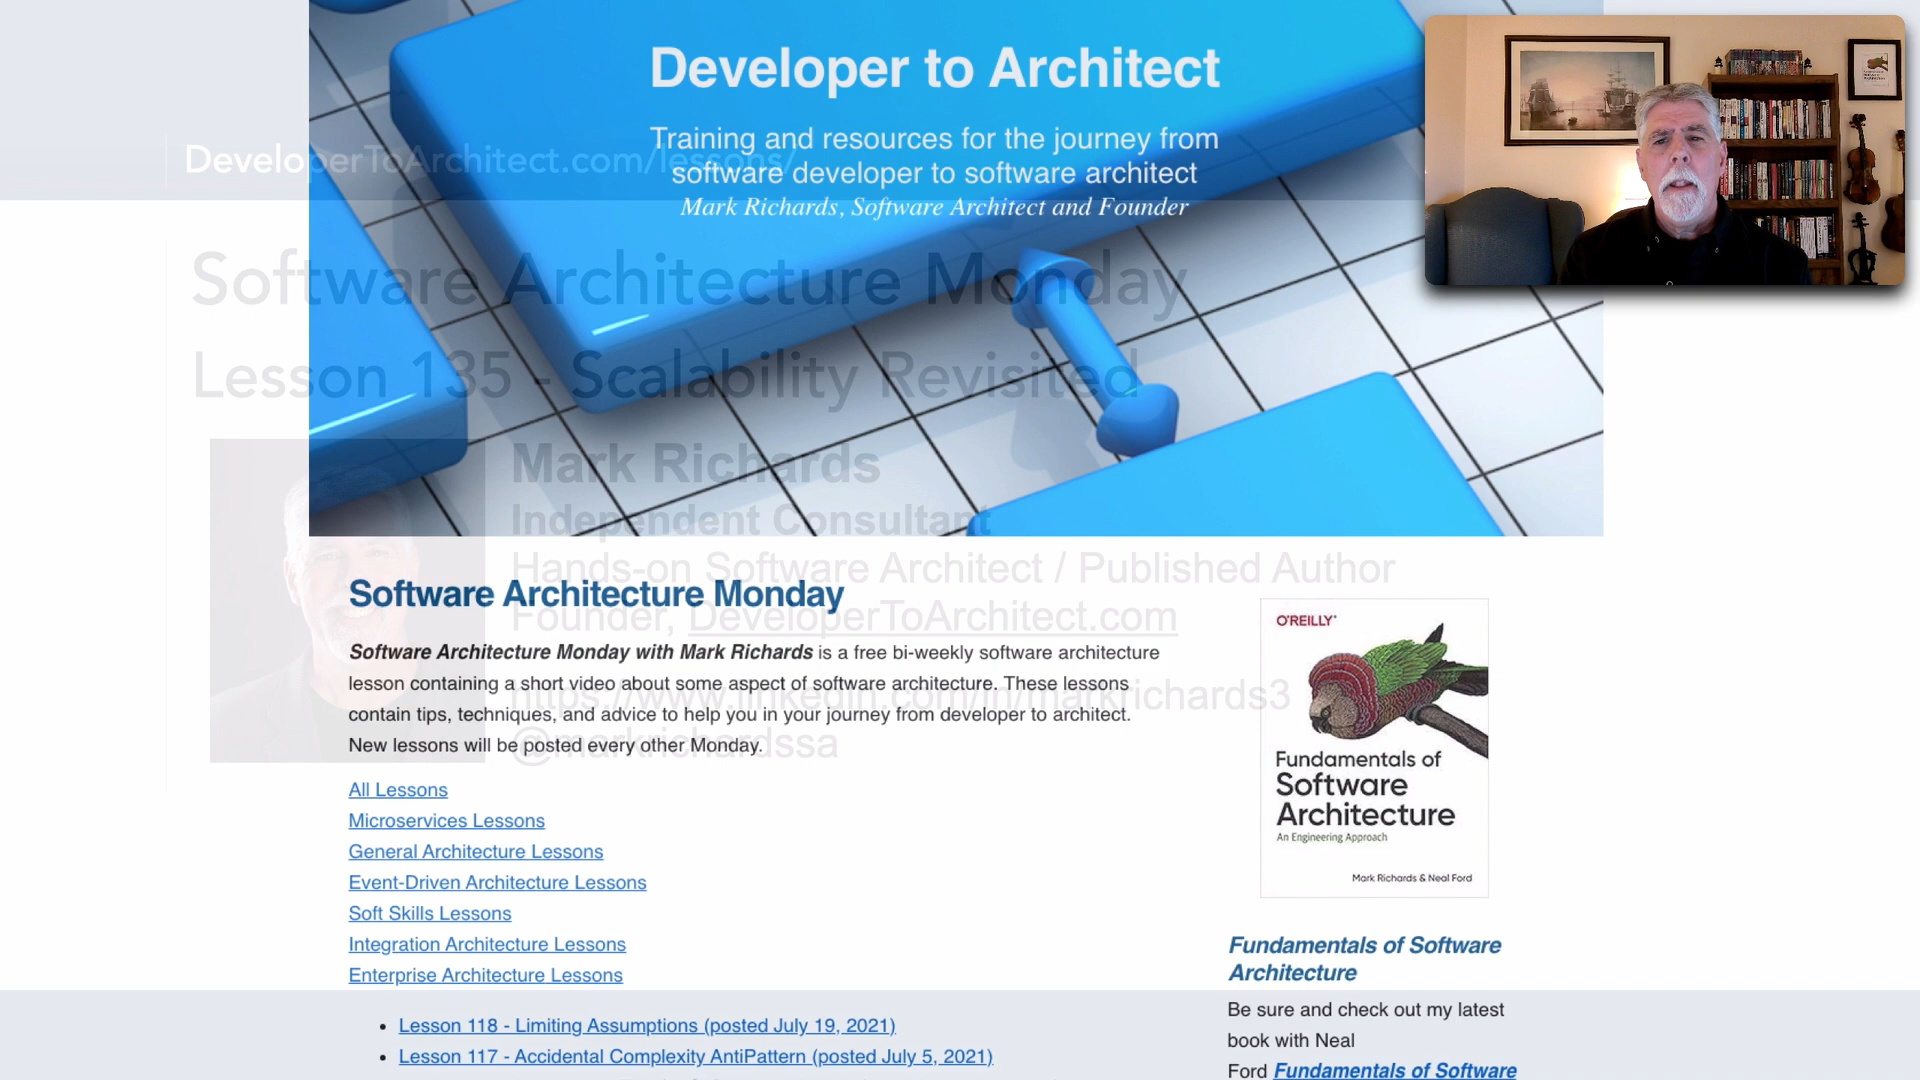 Developer to Architect
Training and resources for the journey from
software developer to software architect
Mark Richards, Software Architect and Founder
DeveloperToArchitect.com/lessons/
Software Architecture Monday
Lesson 135 - Scalability Revisited
Mark Richards
Independent Consultant
Hands-on Software Architect / Published Author
Founder, DeveloperToArchitect.com
https://www.linkedin.com/in/markrichards3
@markrichardssa
Software Architecture Monday
Software Architecture Monday with Mark Richards is a free bi-weekly software architecture
lesson containing a short video about some aspect of software architecture. These lessons
contain tips, techniques, and advice to help you in your journey from developer to architect.
New lessons will be posted every other Monday.
All Lessons
Microservices Lessons
General Architecture Lessons
Event-Driven Architecture Lessons
Soft Skills Lessons
Integration Architecture Lessons
Enterprise Architecture Lessons
• Lesson 118 - Limiting Assumptions (posted July 19, 2021)
• Lesson 117 - Accidental Complexity AntiPattern (posted July 5, 2021)
O'REILLY®
Fundamentals of
Software
Architecture
An Engineering Approach
Mark Richards & Neal Ford
Fundamentals of Software
Architecture
Be sure and check out my latest
book with Neal
Ford Fundamentals of Software